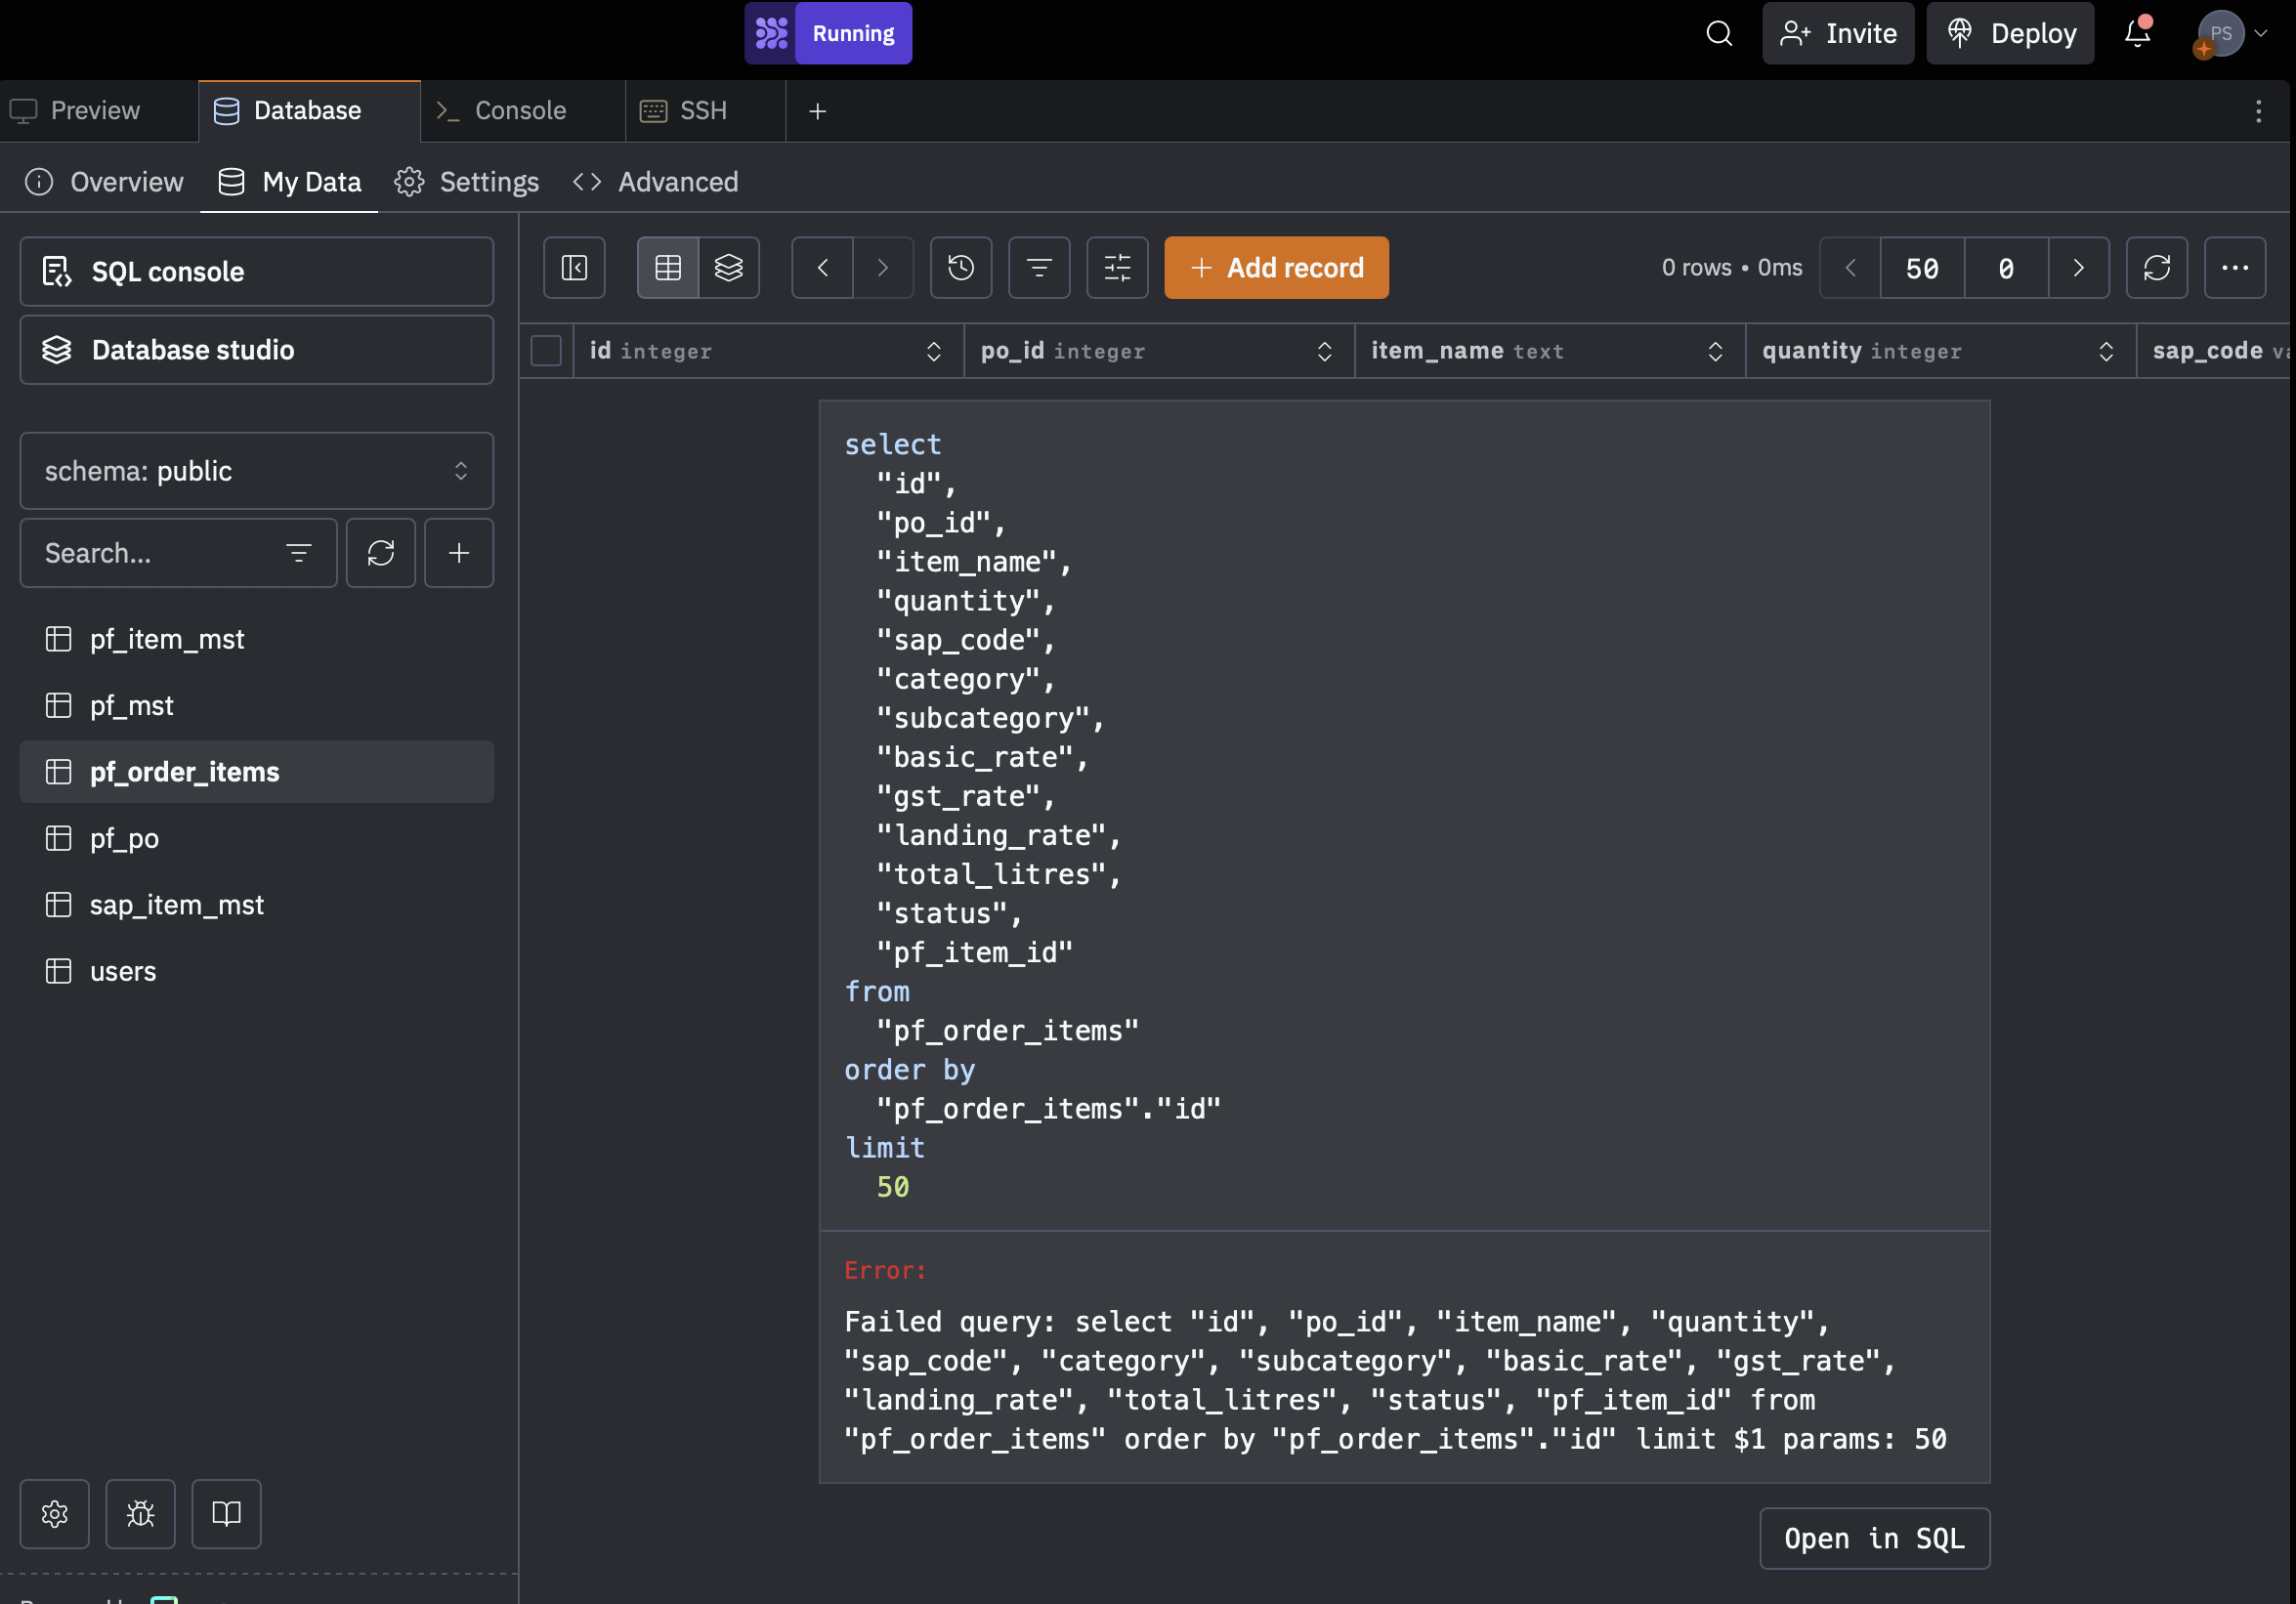 Running
Invite
Deploy
PS
Preview
Database
Console
SSH
Overview
My Data
Settings
Advanced
SQL console
Database studio
schema: public
Search...
pf_item_mst
pf_mst
pf_order_items
pf_po
sap_item_mst
users
Add record
0 rows • 0ms
50
0
id integer
po_id integer
item_name text
quantity integer
sap_code
select
"id",
"po_id",
"item_name",
"quantity",
"sap_code",
"category",
"subcategory",
"basic_rate",
"gst_rate",
"landing_rate",
"total_litres",
"status",
"pf_item_id"
from
"pf_order_items"
order by
"pf_order_items"."id"
limit
50
Error:
Failed query: select "id", "po_id", "item_name", "quantity",
"sap_code", "category", "subcategory", "basic_rate", "gst_rate",
"landing_rate", "total_litres", "status", "pf_item_id" from
"pf_order_items" order by "pf_order_items"."id" limit $1 params: 50
Open in SQL